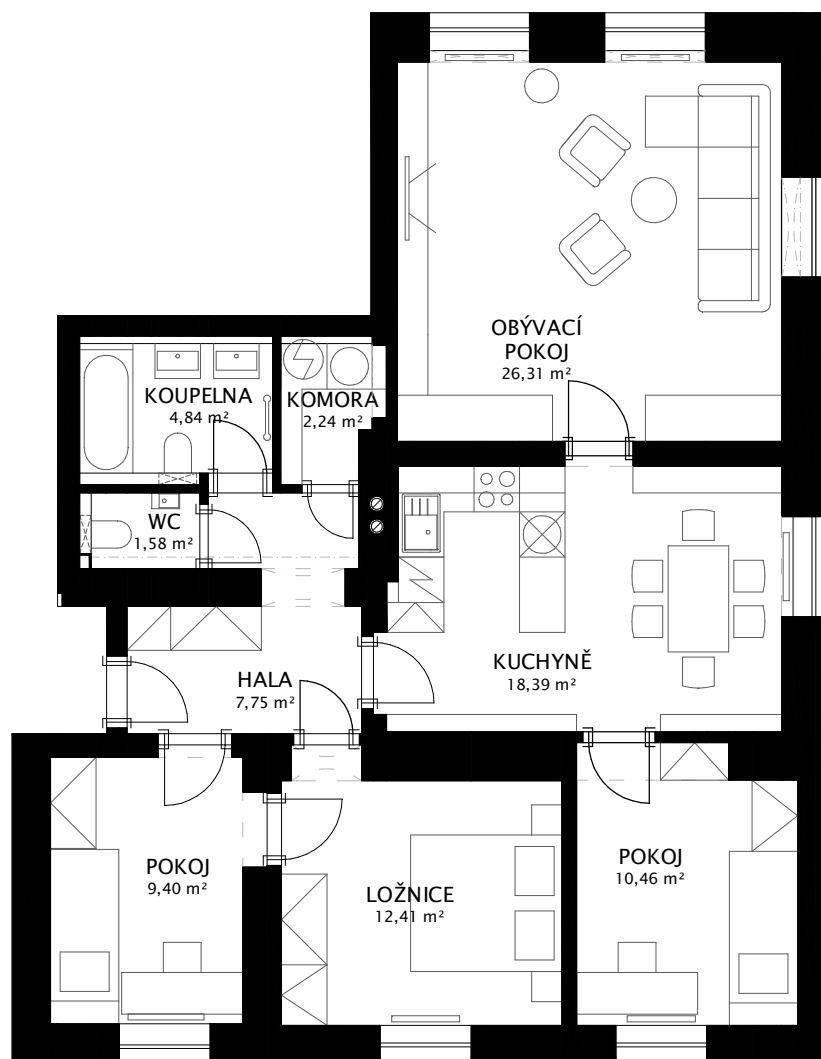 OBÝVACÍ
POKOJ
26,31 m²
KOUPELNA
4,84 m²
KOMORA
2,24 m²
WC
1,58 m²
HALA
7,75 m²
KUCHYNĚ
18,39 m²
POKOJ
9,40 m²
LOŽNICE
12,41 m²
POKOJ
10,46 m²